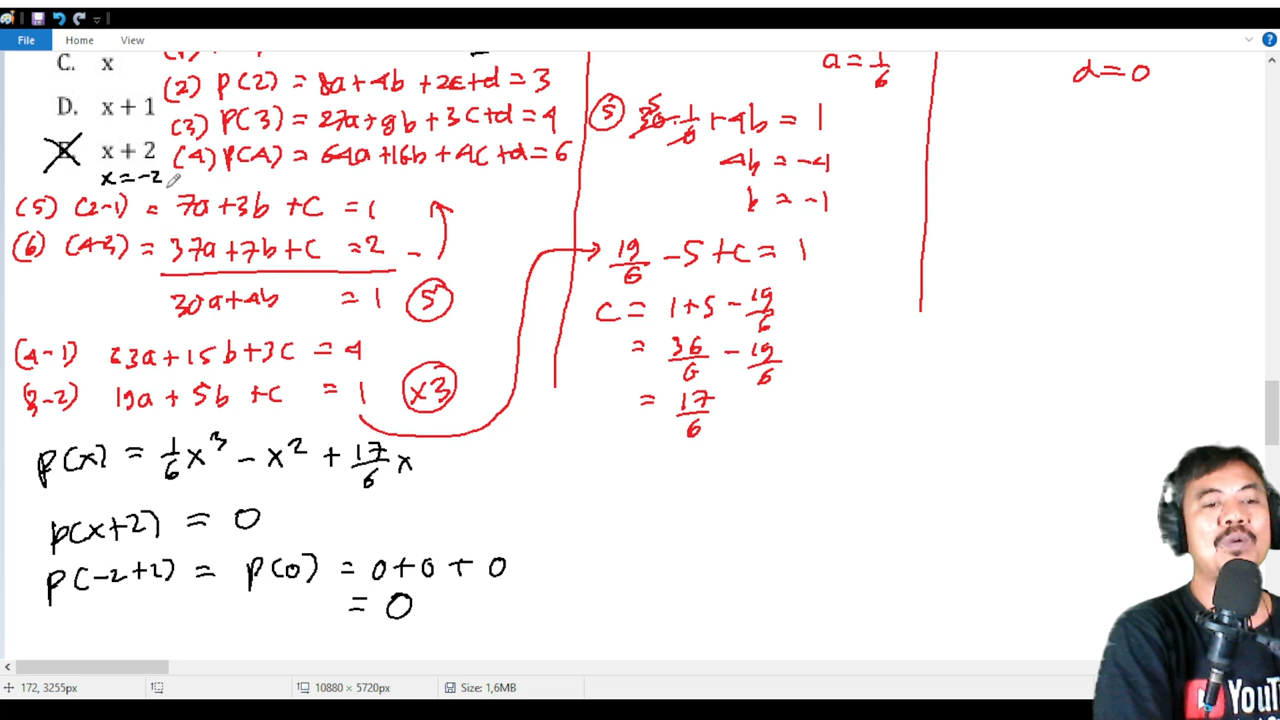 File Home View
C. x
(2) P(2) = 8a+4b+2c+d=3
D. x + 1
(3) P(3) = 27a+9b+3c+d=4
x + 2
(4) P(4) = 64a+16b+4c+d=6
x=-2
(5) (2-1) = 7a+3b+c =1
(6) (4-3) = 37a+7b+c =2 -
30a+4b =1 (5)
(4-1) 23a+15b+3c =4
(3-2) 19a+5b+c =1 (x3)
P(x) = 1/6 x³ - x² + 17/6 x
P(x+2) = 0
P(-2+2) = P(0) = 0+0+0
= 0
a = 1/6
(5) 30·1/6 +4b = 1
5
4b = -4
b = -1
19/6 - 5 + c = 1
c = 1+5 - 19/6
= 36/6 - 19/6
= 17/6
d = 0
YouT
172, 3255px 10880 × 5720px Size: 1,6MB